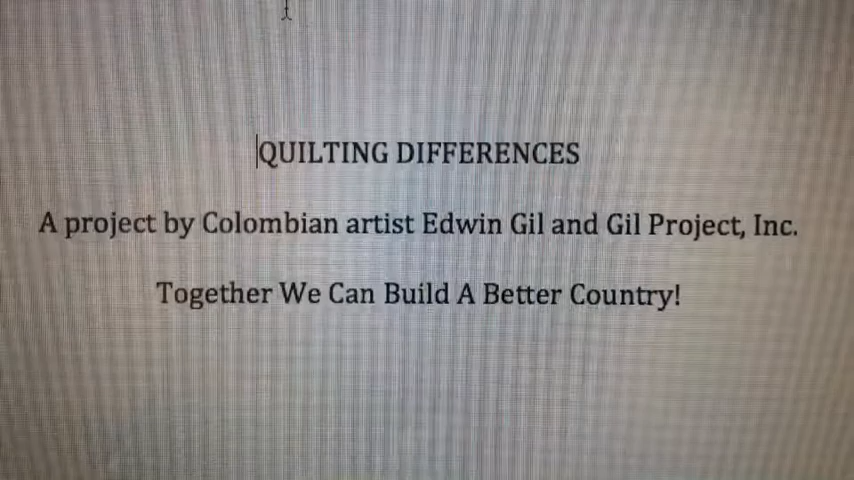 QUILTING DIFFERENCES
A project by Colombian artist Edwin Gil and Gil Project, Inc.
Together We Can Build A Better Country!